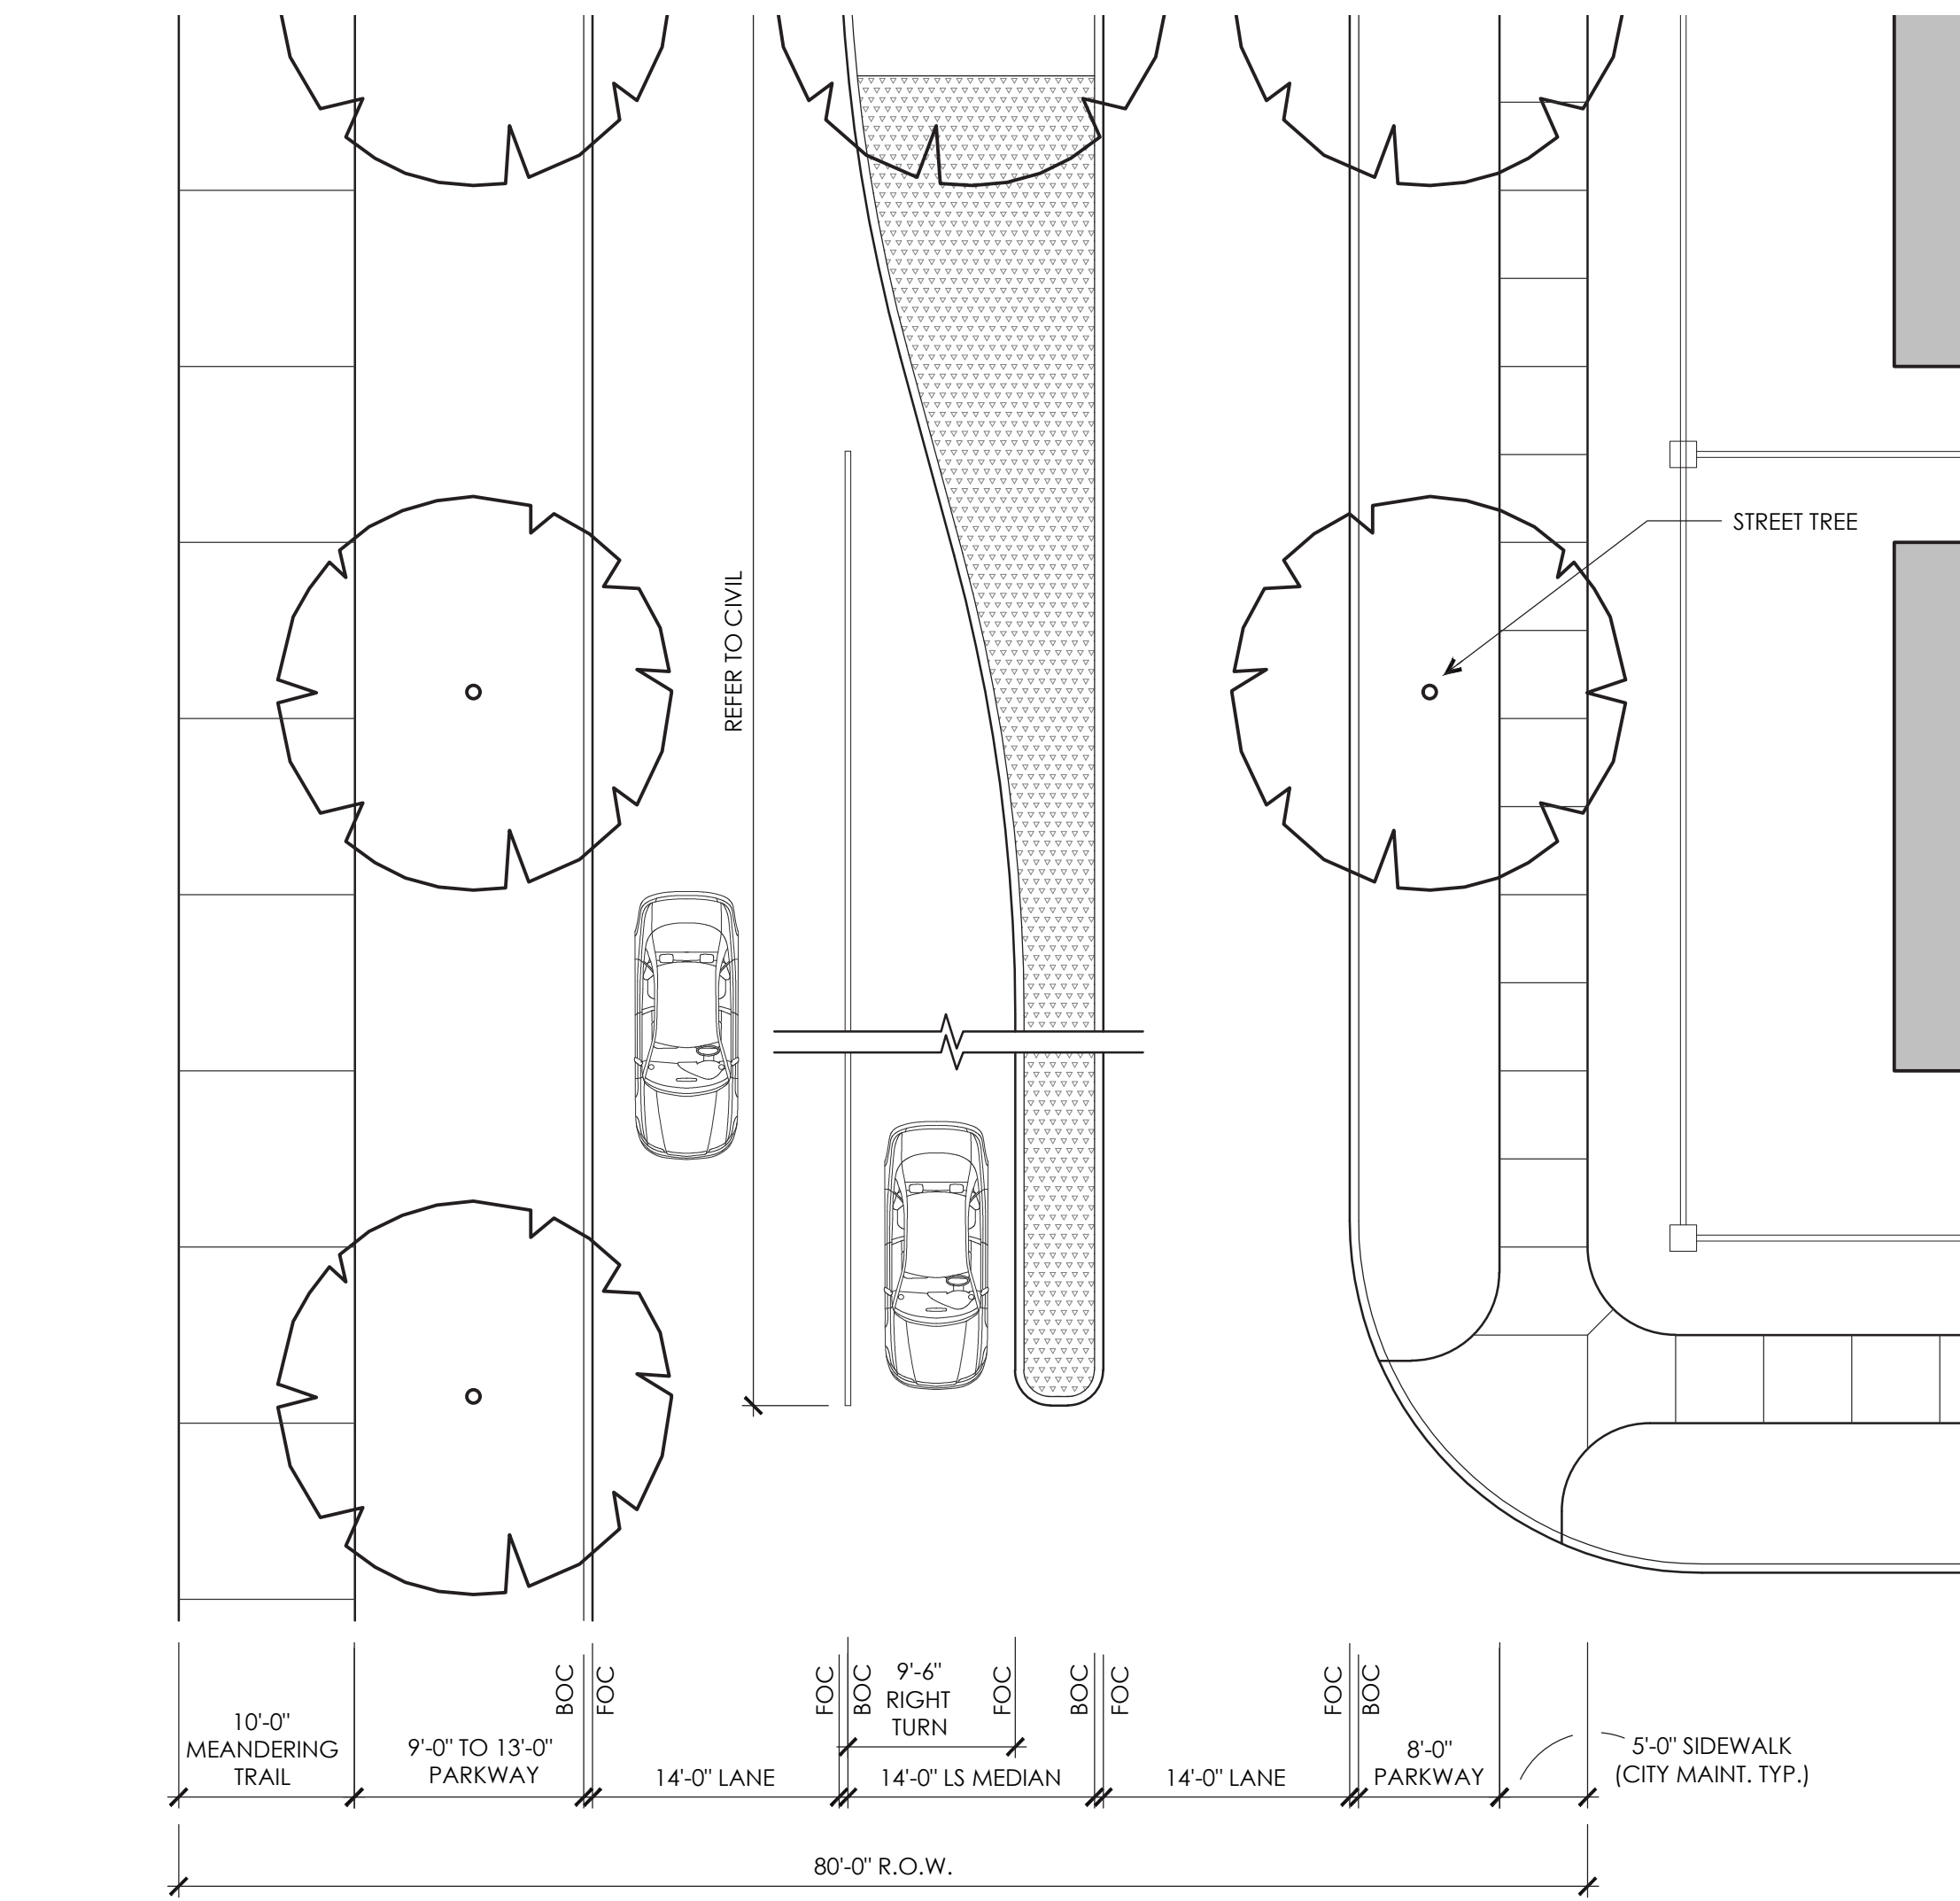 STREET TREE
REFER TO CIVIL
BOC
FOC
FOC
BOC
9'-6"
RIGHT
TURN
FOC
BOC
FOC
FOC
BOC
10'-0"
MEANDERING
TRAIL
9'-0" TO 13'-0"
PARKWAY
14'-0" LANE
14'-0" LS MEDIAN
14'-0" LANE
8'-0"
PARKWAY
5'-0" SIDEWALK
(CITY MAINT. TYP.)
80'-0" R.O.W.